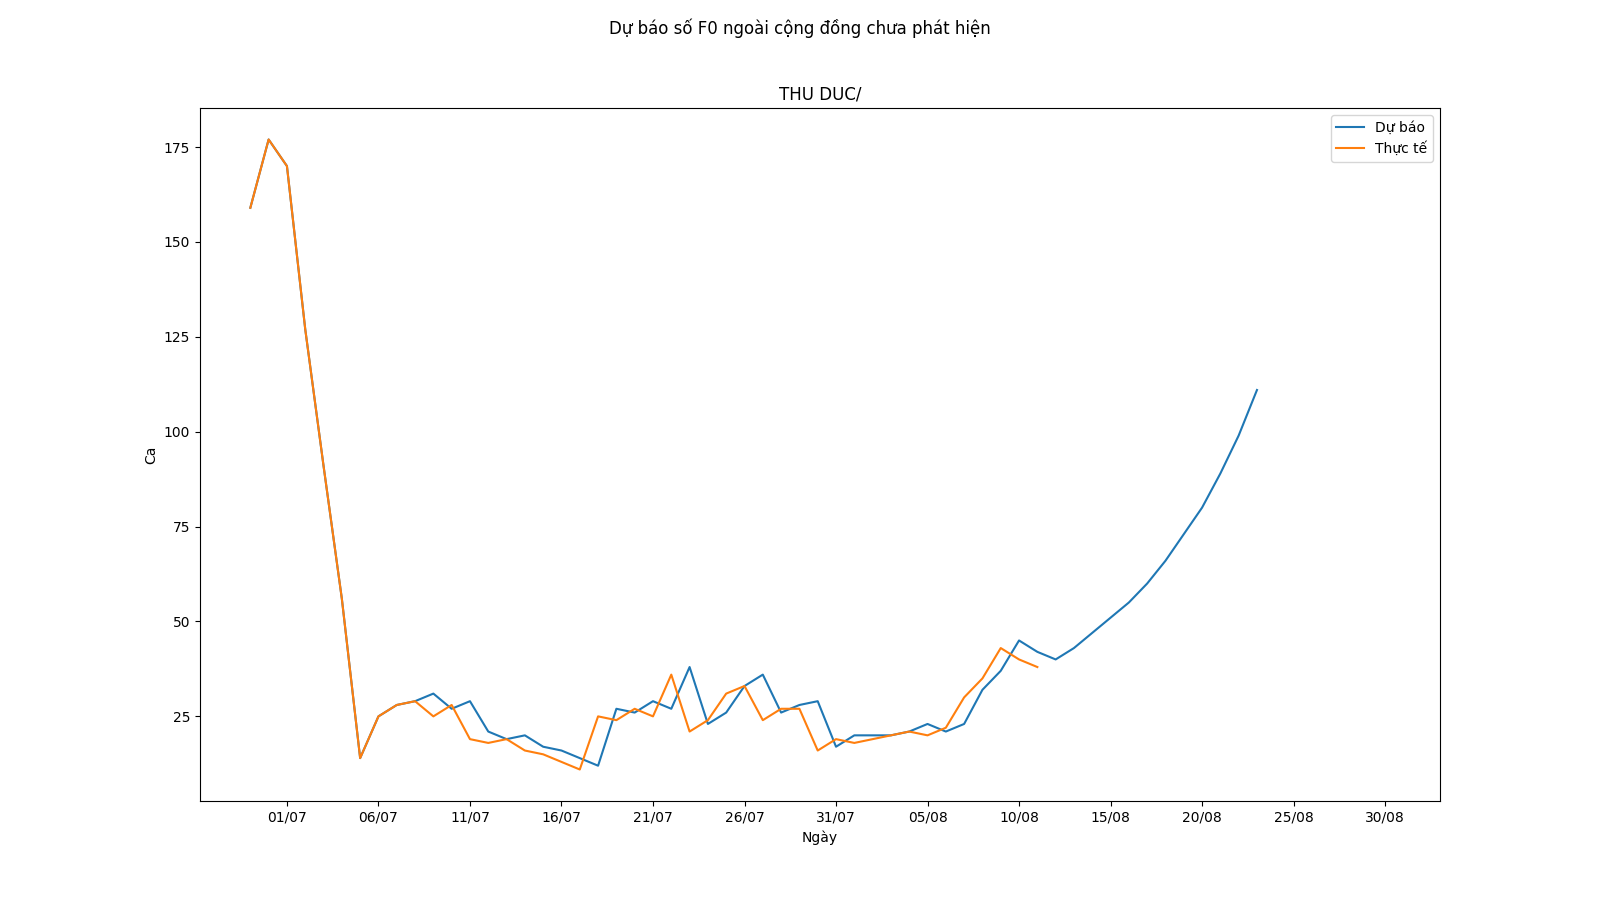 Dự báo số F0 ngoài cộng đồng chưa phát hiện
THU DUC/
Dự báo
Thực tế
175
150
125
100
75
50
25
Ca
01/07 06/07 11/07 16/07 21/07 26/07 31/07 05/08 10/08 15/08 20/08 25/08 30/08
Ngày